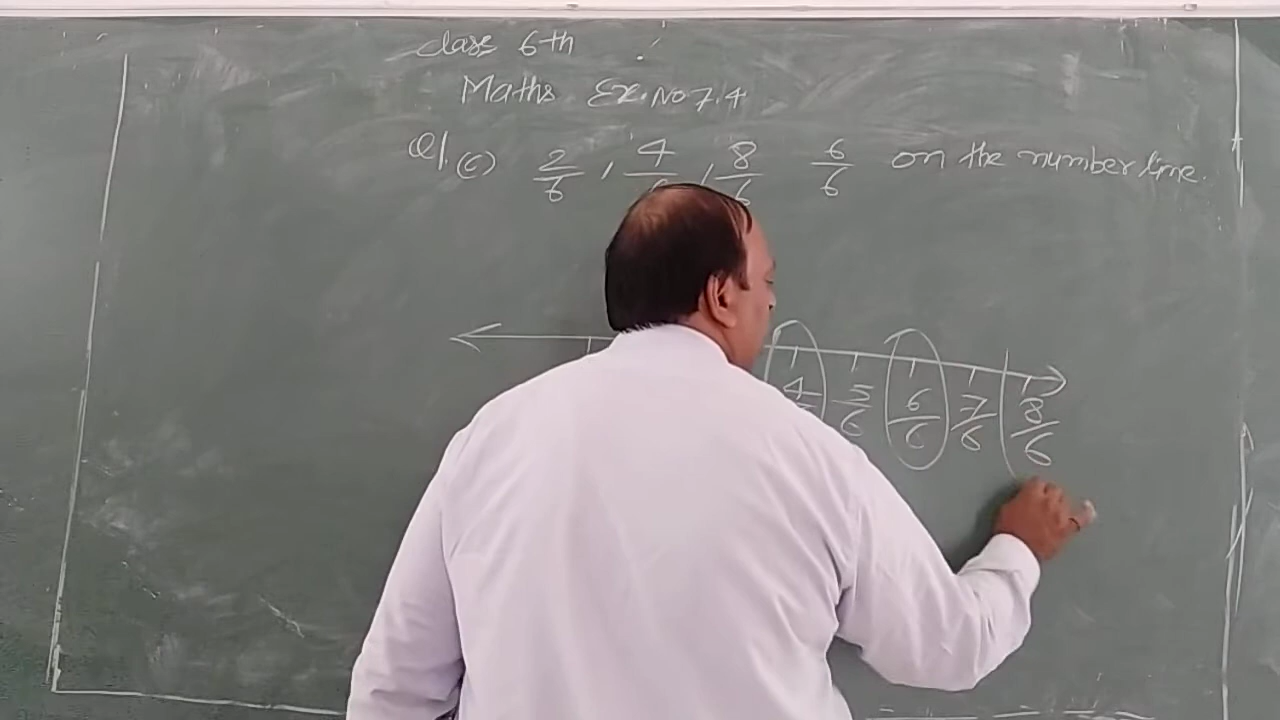 Class 6th
Maths Ex. No 7.4
Q1. (c) 2/6, 4/6, 8/6 6/6 on the number line.
4 5/6 6/6 7/6 8/6